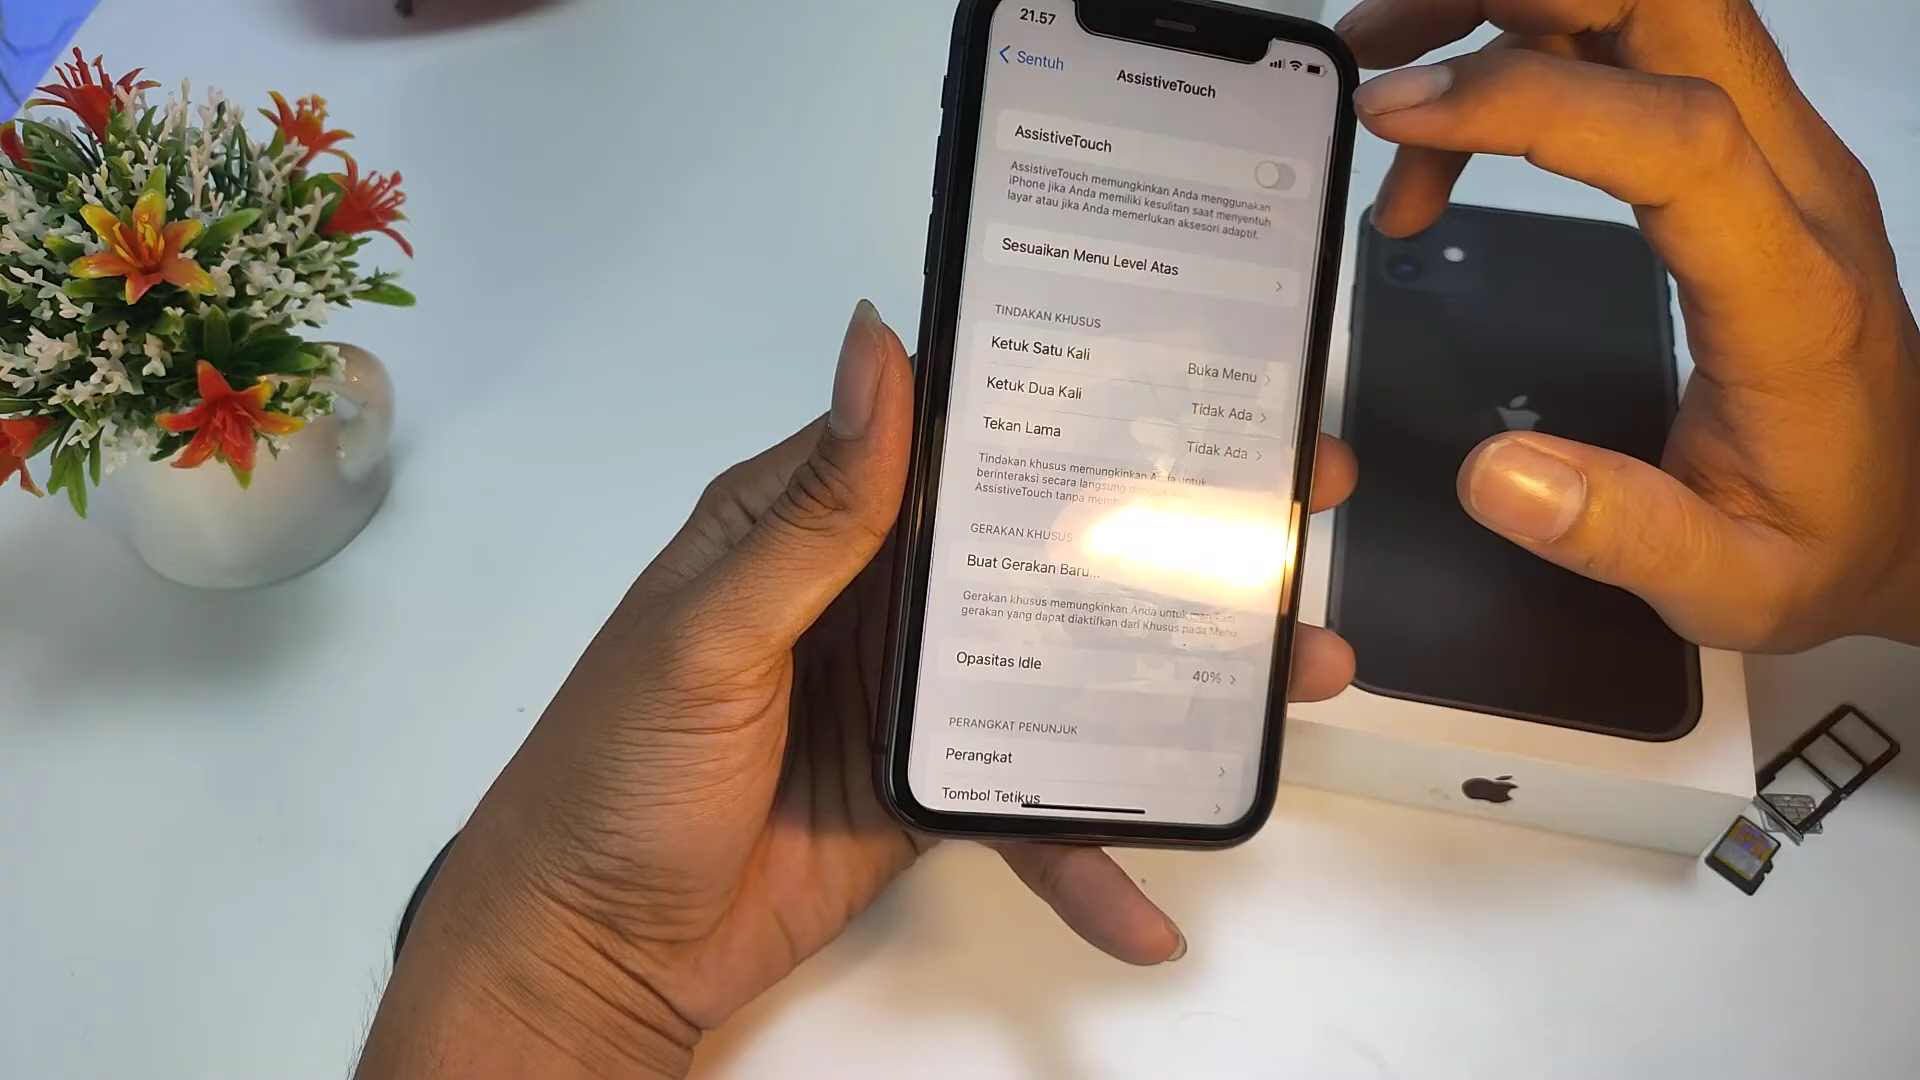 21.57
Sentuh
AssistiveTouch
AssistiveTouch
AssistiveTouch memungkinkan Anda menggunakan
iPhone jika Anda memiliki kesulitan saat menyentuh
layar atau jika Anda memerlukan aksesori adaptif.
Sesuaikan Menu Level Atas
TINDAKAN KHUSUS
Ketuk Satu Kali Buka Menu
Ketuk Dua Kali Tidak Ada
Tekan Lama Tidak Ada
Tindakan khusus memungkinkan Anda untuk
berinteraksi secara langsung
AssistiveTouch tanpa
GERAKAN KHUSUS
Buat Gerakan Baru...
Gerakan khusus memungkinkan Anda untuk
gerakan yang dapat diaktifkan dari Khusus pada Menu.
Opasitas Idle 40%
PERANGKAT PENUNJUK
Perangkat
Tombol Tetikus